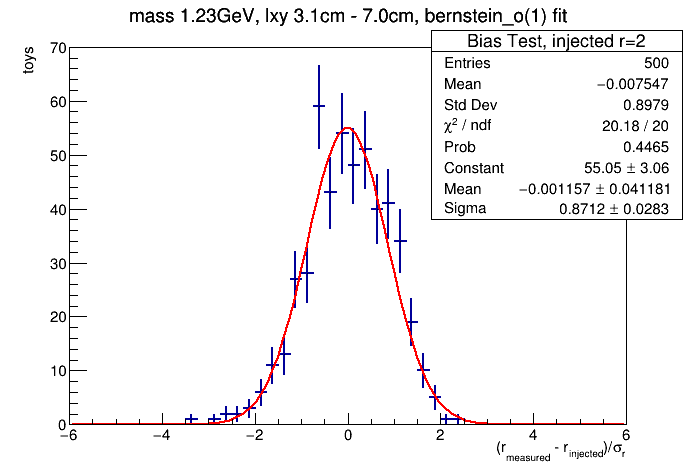 mass 1.23GeV, lxy 3.1cm - 7.0cm, bernstein_o(1) fit
toys
Bias Test, injected r=2
Entries 500
Mean −0.007547
Std Dev 0.8979
χ² / ndf 20.18 / 20
Prob 0.4465
Constant 55.05 ± 3.06
Mean −0.001157 ± 0.041181
Sigma 0.8712 ± 0.0283
70
60
50
40
30
20
10
0
−6 −4 −2 0 2 4 6
(r_measured - r_injected)/σ_r